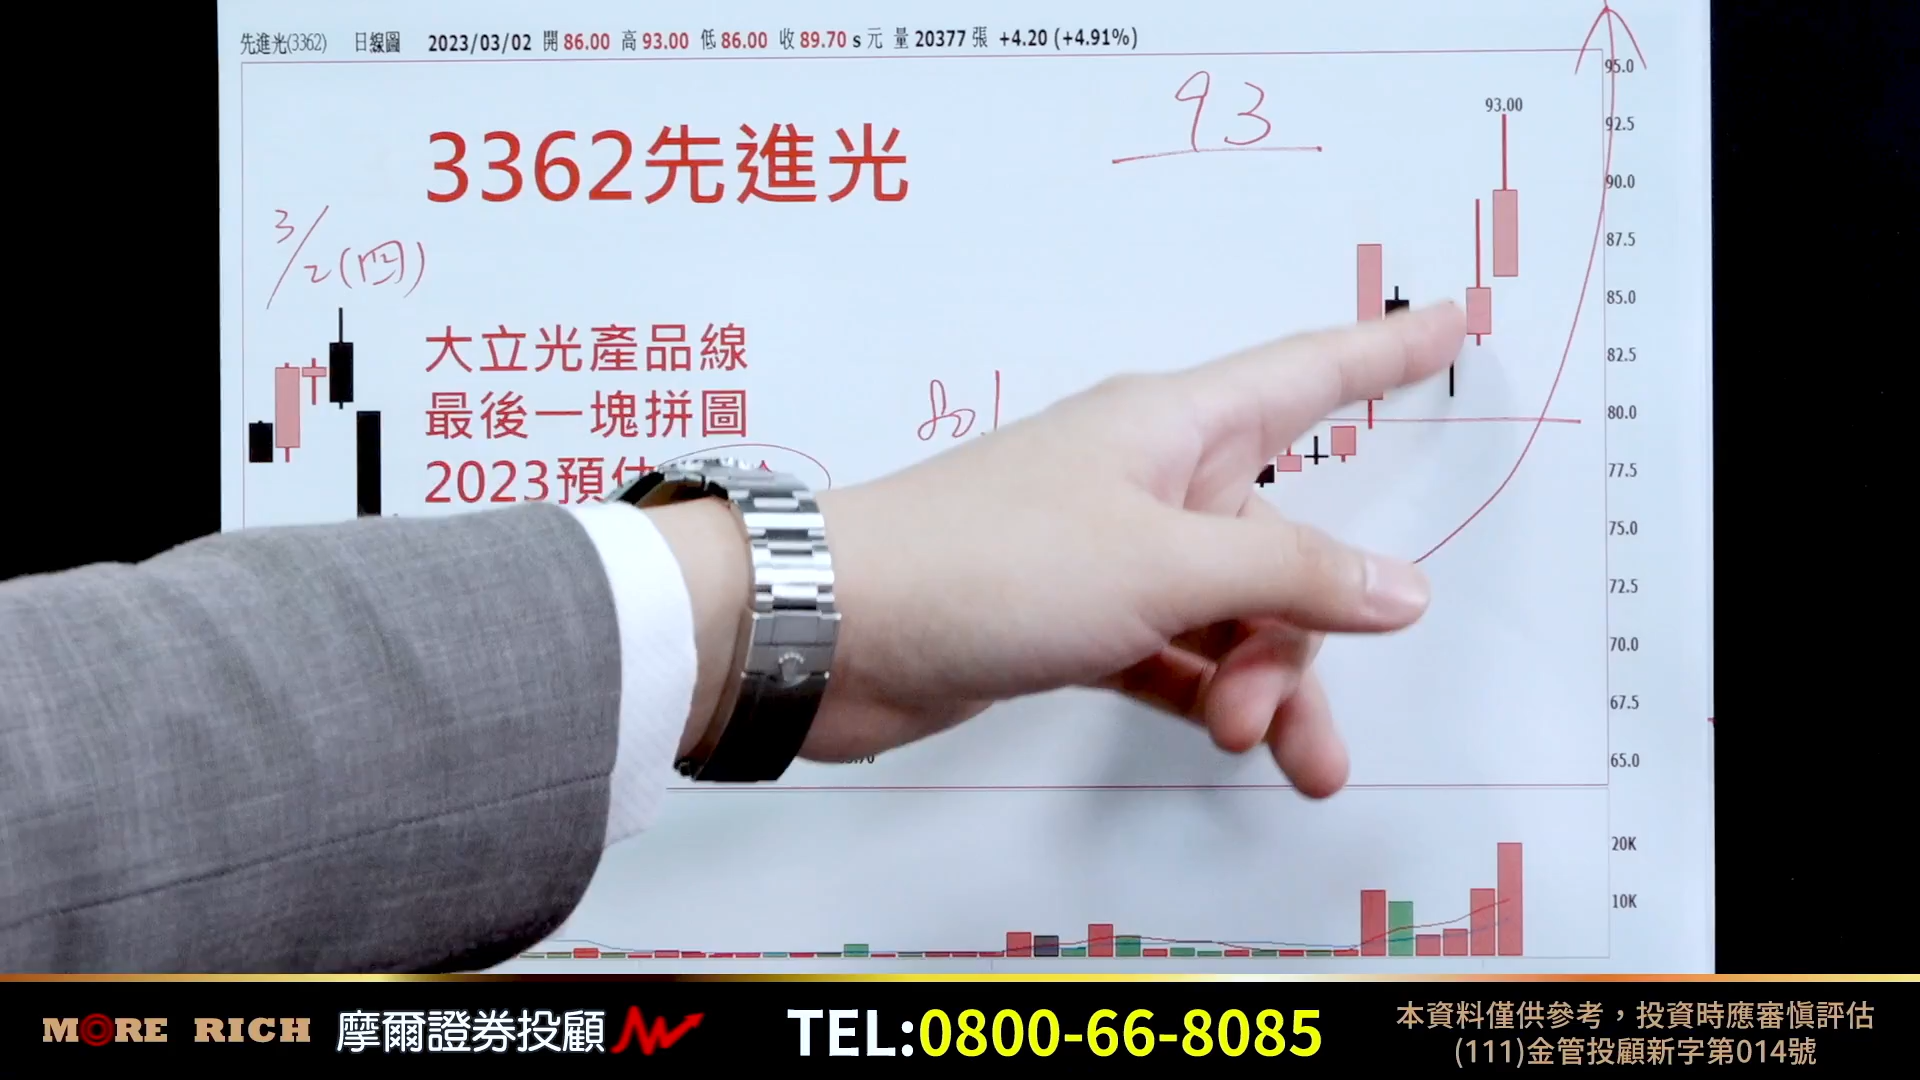 先進光(3362) 日線圖 2023/03/02 開 86.00 高 93.00 低 86.00 收 89.70 s 元 量 20377 張 +4.20 (+4.91%)
95.0
93
93.00
92.5
3362先進光
90.0
3/2(四)
87.5
85.0
大立光產品線
82.5
最後一塊拼圖
80.0
2023預估
77.5
75.0
72.5
70.0
67.5
65.0
20K
10K
MORE RICH 摩爾證券投顧
TEL:0800-66-8085
本資料僅供參考，投資時應審慎評估
(111)金管投顧新字第014號